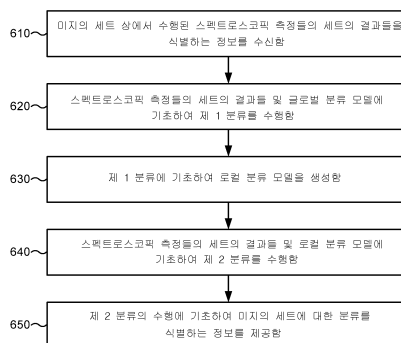 610
미지의 세트 상에서 수행된 스펙트로스코픽 측정들의 세트의 결과들을
식별하는 정보를 수신함
620
스펙트로스코픽 측정들의 세트의 결과들 및 글로벌 분류 모델에
기초하여 제 1 분류를 수행함
630
제 1 분류에 기초하여 로컬 분류 모델을 생성함
640
스펙트로스코픽 측정들의 세트의 결과들 및 로컬 분류 모델에
기초하여 제 2 분류를 수행함
650
제 2 분류의 수행에 기초하여 미지의 세트에 대한 분류를
식별하는 정보를 제공함